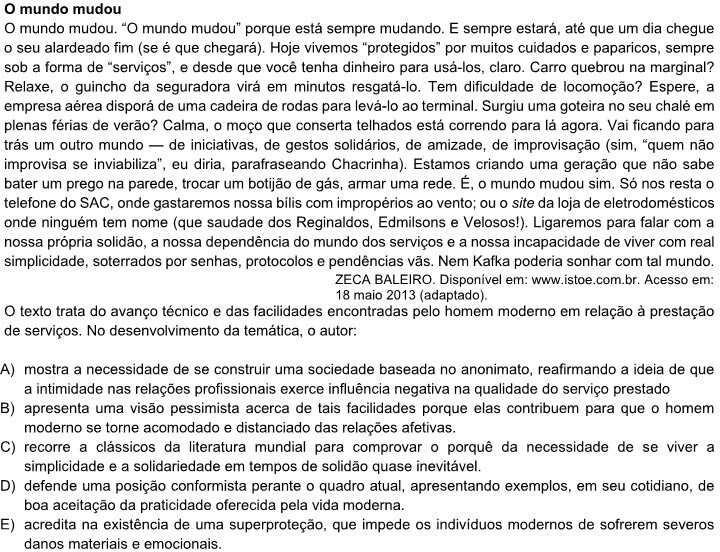 O mundo mudou
O mundo mudou. “O mundo mudou” porque está sempre mudando. E sempre estará, até que um dia chegue
o seu alardeado fim (se é que chegará). Hoje vivemos “protegidos” por muitos cuidados e paparicos, sempre
sob a forma de “serviços”, e desde que você tenha dinheiro para usá-los, claro. Carro quebrou na marginal?
Relaxe, o guincho da seguradora virá em minutos resgatá-lo. Tem dificuldade de locomoção? Espere, a
empresa aérea disporá de uma cadeira de rodas para levá-lo ao terminal. Surgiu uma goteira no seu chalé em
plenas férias de verão? Calma, o moço que conserta telhados está correndo para lá agora. Vai ficando para
trás um outro mundo — de iniciativas, de gestos solidários, de amizade, de improvisação (sim, “quem não
improvisa se inviabiliza”, eu diria, parafraseando Chacrinha). Estamos criando uma geração que não sabe
bater um prego na parede, trocar um botijão de gás, armar uma rede. É, o mundo mudou sim. Só nos resta o
telefone do SAC, onde gastaremos nossa bílis com impropérios ao vento; ou o site da loja de eletrodomésticos
onde ninguém tem nome (que saudade dos Reginaldos, Edmilsons e Velosos!). Ligaremos para falar com a
nossa própria solidão, a nossa dependência do mundo dos serviços e a nossa incapacidade de viver com real
simplicidade, soterrados por senhas, protocolos e pendências vãs. Nem Kafka poderia sonhar com tal mundo.
ZECA BALEIRO. Disponível em: www.istoe.com.br. Acesso em:
18 maio 2013 (adaptado).
O texto trata do avanço técnico e das facilidades encontradas pelo homem moderno em relação à prestação
de serviços. No desenvolvimento da temática, o autor:
A) mostra a necessidade de se construir uma sociedade baseada no anonimato, reafirmando a ideia de que
a intimidade nas relações profissionais exerce influência negativa na qualidade do serviço prestado
B) apresenta uma visão pessimista acerca de tais facilidades porque elas contribuem para que o homem
moderno se torne acomodado e distanciado das relações afetivas.
C) recorre a clássicos da literatura mundial para comprovar o porquê da necessidade de se viver a
simplicidade e a solidariedade em tempos de solidão quase inevitável.
D) defende uma posição conformista perante o quadro atual, apresentando exemplos, em seu cotidiano, de
boa aceitação da praticidade oferecida pela vida moderna.
E) acredita na existência de uma superproteção, que impede os indivíduos modernos de sofrerem severos
danos materiais e emocionais.